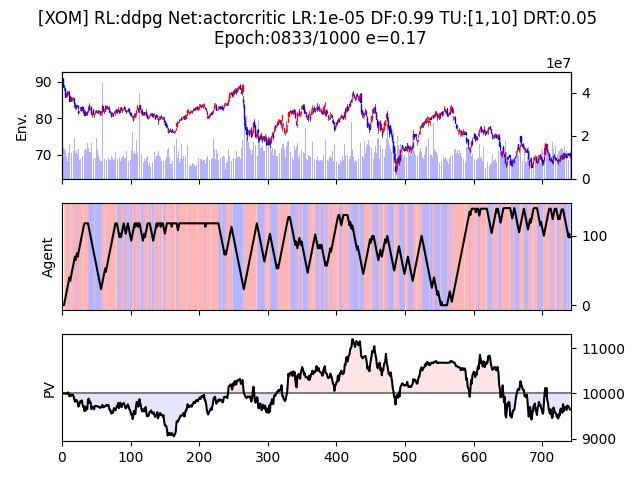 [XOM] RL:ddpg Net:actorcritic LR:1e-05 DF:0.99 TU:[1,10] DRT:0.05
Epoch:0833/1000 e=0.17
1e7
90
80
70
Env.
4
2
0
Agent
100
0
PV
11000
10000
9000
0 100 200 300 400 500 600 700